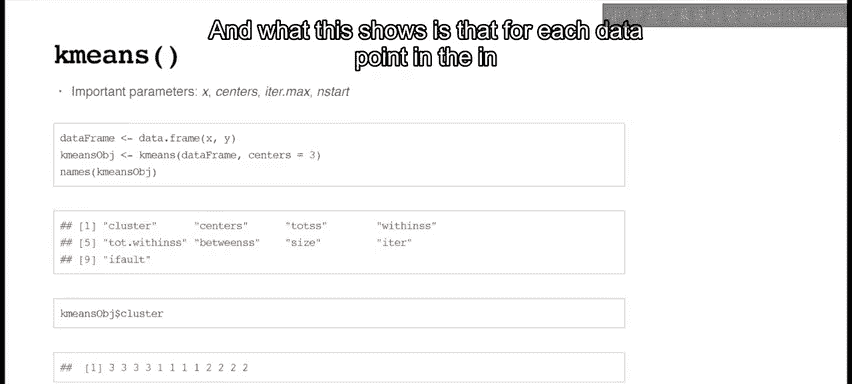 And what this shows is that for each data
point in the in
kmeans()
· Important parameters: x, centers, iter.max, nstart
dataFrame <- data.frame(x, y)
kmeansObj <- kmeans(dataFrame, centers = 3)
names(kmeansObj)
## [1] "cluster" "centers" "totss" "withinss"
## [5] "tot.withinss" "betweenss" "size" "iter"
## [9] "ifault"
kmeansObj$cluster
## [1] 3 3 3 3 1 1 1 1 2 2 2 2